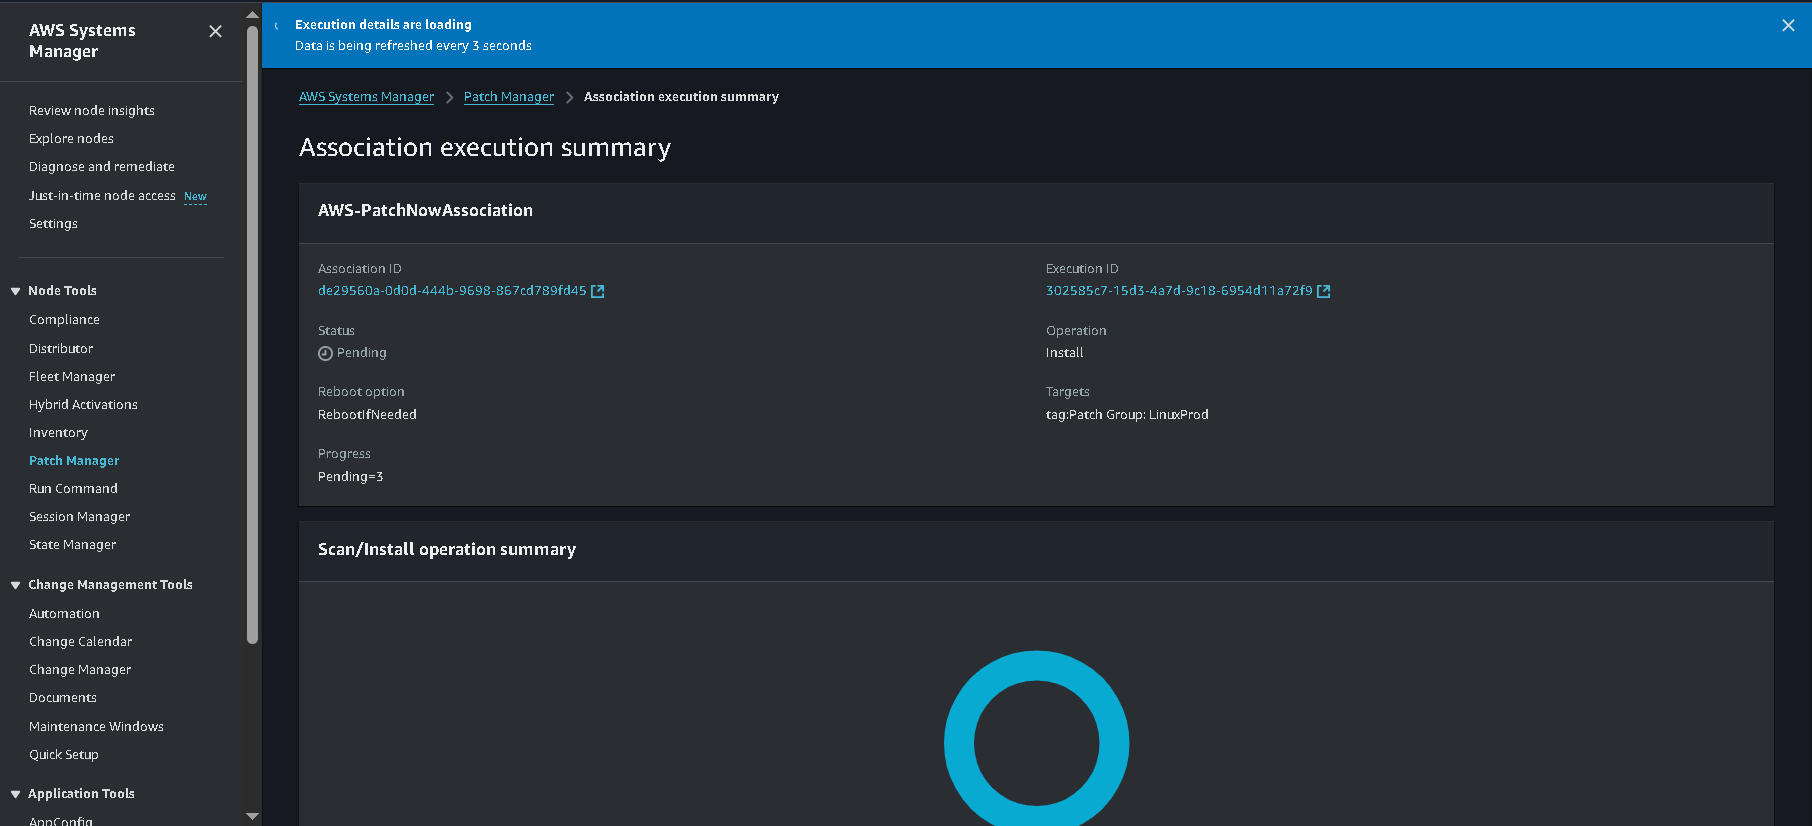 AWS Systems
Manager
Review node insights
Explore nodes
Diagnose and remediate
Just-in-time node access New
Settings
Node Tools
Compliance
Distributor
Fleet Manager
Hybrid Activations
Inventory
Patch Manager
Run Command
Session Manager
State Manager
Change Management Tools
Automation
Change Calendar
Change Manager
Documents
Maintenance Windows
Quick Setup
Application Tools
AppConfig
Execution details are loading
Data is being refreshed every 3 seconds
AWS Systems Manager > Patch Manager > Association execution summary
Association execution summary
AWS-PatchNowAssociation
Association ID
de29560a-0d0d-444b-9698-867cd789fd45
Execution ID
302585c7-15d3-4a7d-9c18-6954d11a72f9
Status
Pending
Operation
Install
Reboot option
RebootIfNeeded
Targets
tag:Patch Group: LinuxProd
Progress
Pending=3
Scan/Install operation summary